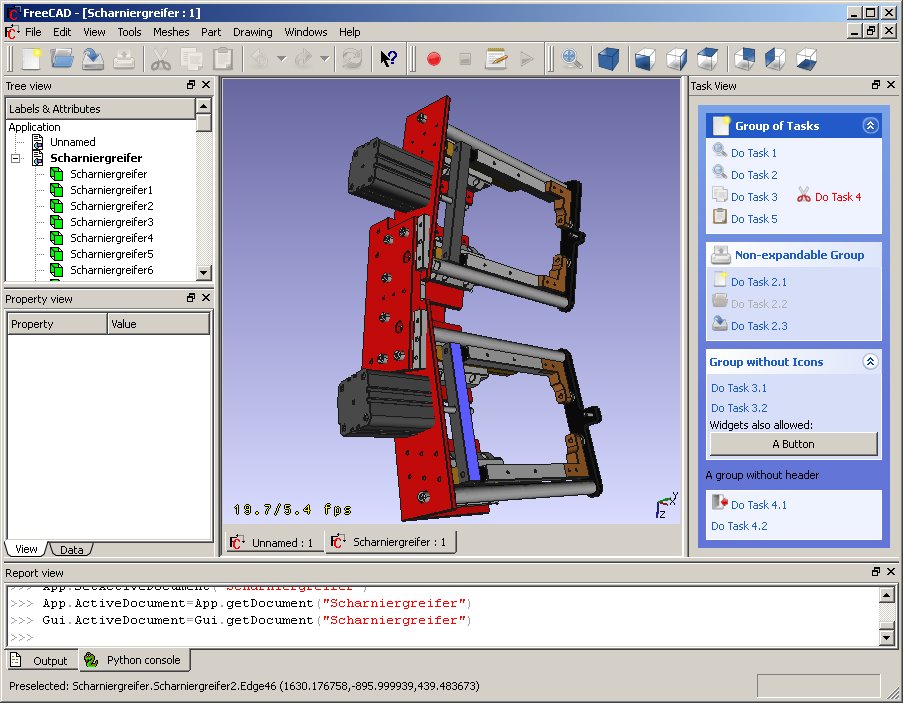 FreeCAD - [Scharniergreifer : 1]
File Edit View Tools Meshes Part Drawing Windows Help
Tree view
Labels & Attributes
Application
Unnamed
Scharniergreifer
Scharniergreifer
Scharniergreifer1
Scharniergreifer2
Scharniergreifer3
Scharniergreifer4
Scharniergreifer5
Scharniergreifer6
Property view
Property Value
View Data
19.7/5.4 fps
y
x
z
Unnamed : 1 Scharniergreifer : 1
Task View
Group of Tasks
Do Task 1
Do Task 2
Do Task 3 Do Task 4
Do Task 5
Non-expandable Group
Do Task 2.1
Do Task 2.2
Do Task 2.3
Group without Icons
Do Task 3.1
Do Task 3.2
Widgets also allowed:
A Button
A group without header
Do Task 4.1
Do Task 4.2
Report view
>>> App.SetActiveDocument("Scharniergreifer")
>>> App.ActiveDocument=App.getDocument("Scharniergreifer")
>>> Gui.ActiveDocument=Gui.getDocument("Scharniergreifer")
>>>
Output Python console
Preselected: Scharniergreifer.Scharniergreifer2.Edge46 (1630.176758,-895.999939,439.483673)